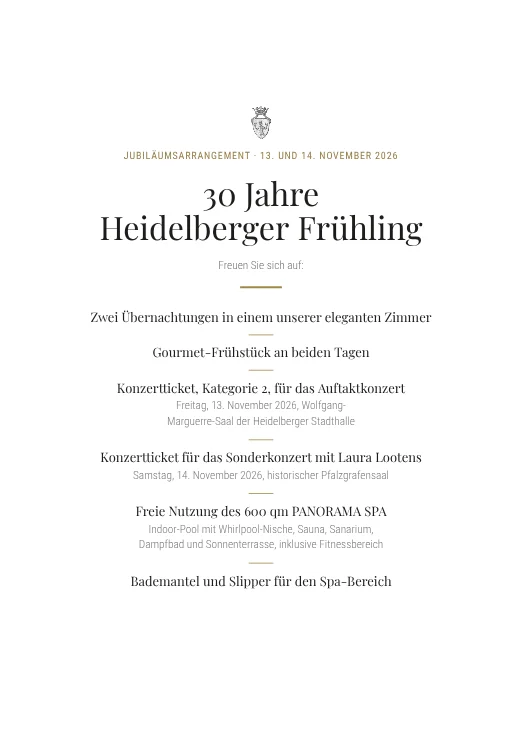 JUBILÄUMSARRANGEMENT · 13. UND 14. NOVEMBER 2026
30 Jahre
Heidelberger Frühling
Freuen Sie sich auf:
Zwei Übernachtungen in einem unserer eleganten Zimmer
Gourmet-Frühstück an beiden Tagen
Konzertticket, Kategorie 2, für das Auftaktkonzert
Freitag, 13. November 2026, Wolfgang-
Marguerre-Saal der Heidelberger Stadthalle
Konzertticket für das Sonderkonzert mit Laura Lootens
Samstag, 14. November 2026, historischer Pfalzgrafensaal
Freie Nutzung des 600 qm PANORAMA SPA
Indoor-Pool mit Whirlpool-Nische, Sauna, Sanarium,
Dampfbad und Sonnenterrasse, inklusive Fitnessbereich
Bademantel und Slipper für den Spa-Bereich